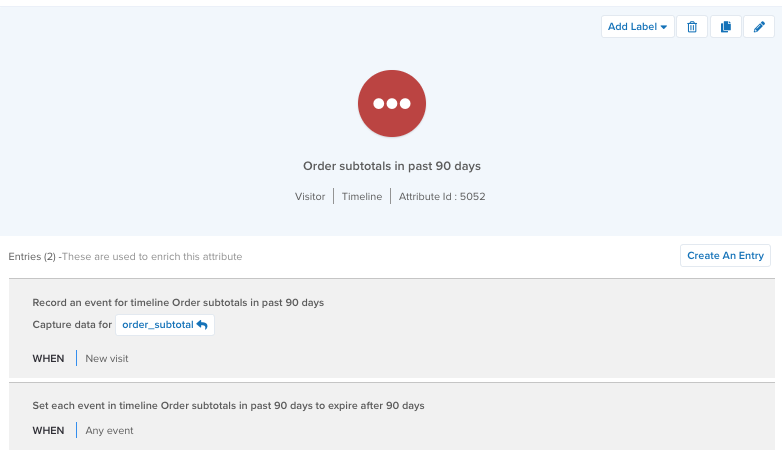 Add Label
Order subtotals in past 90 days
Visitor | Timeline | Attribute Id : 5052
Entries (2) -These are used to enrich this attribute
Create An Entry
Record an event for timeline Order subtotals in past 90 days
Capture data for order_subtotal
WHEN New visit
Set each event in timeline Order subtotals in past 90 days to expire after 90 days
WHEN Any event